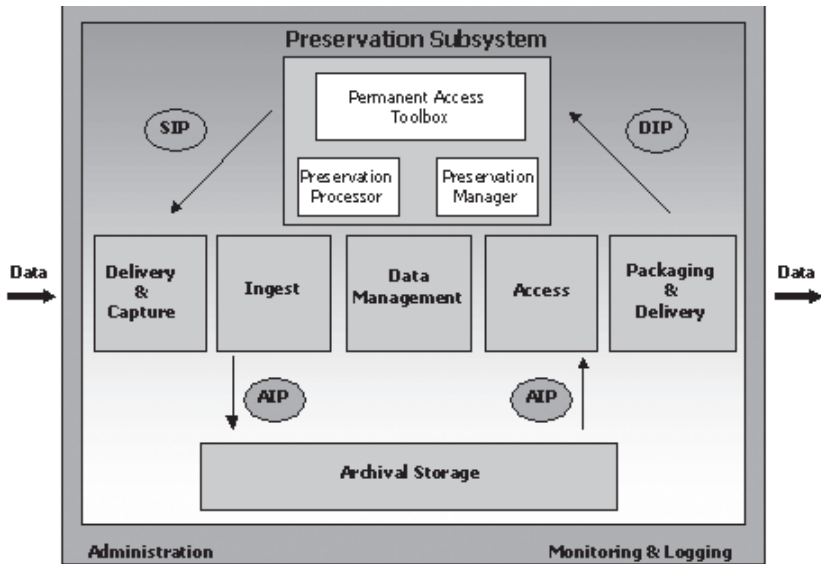 Preservation Subsystem
Permanent Access
Toolbox
SIP
DIP
Preservation
Processor
Preservation
Manager
Data
Delivery
&
Capture
Ingest
Data
Management
Access
Packaging
&
Delivery
Data
AIP
AIP
Archival Storage
Administration
Monitoring & Logging